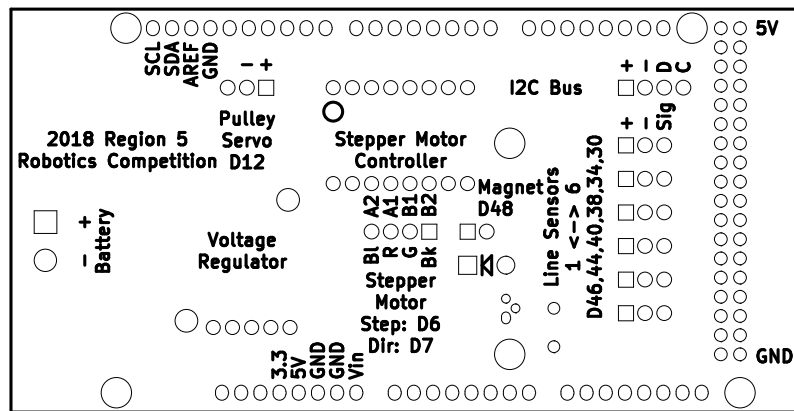 5V
SCL
SDA
AREF
GND
- +
I2C Bus
+
-
D
C
Pulley
Servo
D12
2018 Region 5
Robotics Competition
Stepper Motor
Controller
+
-
Sig
Magnet
D48
A2
A1
B1
B2
Bl
R
G
Bk
+
-
Battery
Voltage
Regulator
Line Sensors
1 <-> 6
D46,44,40,38,34,30
Stepper
Motor
Step: D6
Dir: D7
3.3
5V
GND
GND
Vin
GND